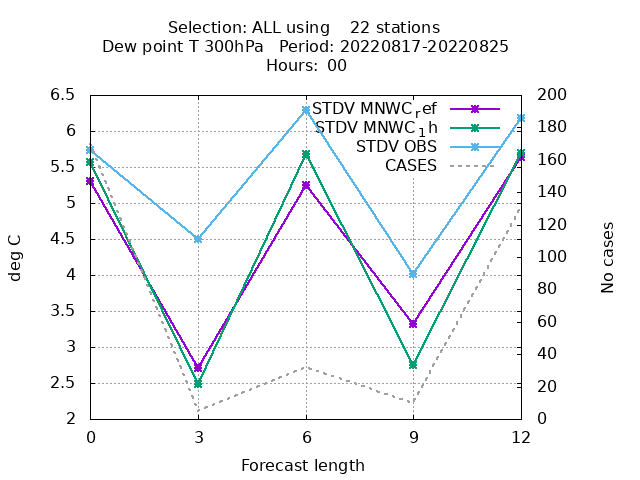 Selection: ALL using    22 stations
Dew point T 300hPa   Period: 20220817-20220825
Hours: 00
STDV MNWC_ref
STDV MNWC_1h
STDV OBS
CASES
6.5
6
5.5
5
4.5
4
3.5
3
2.5
2
200
180
160
140
120
100
80
60
40
20
0
deg C
No cases
0 3 6 9 12
Forecast length